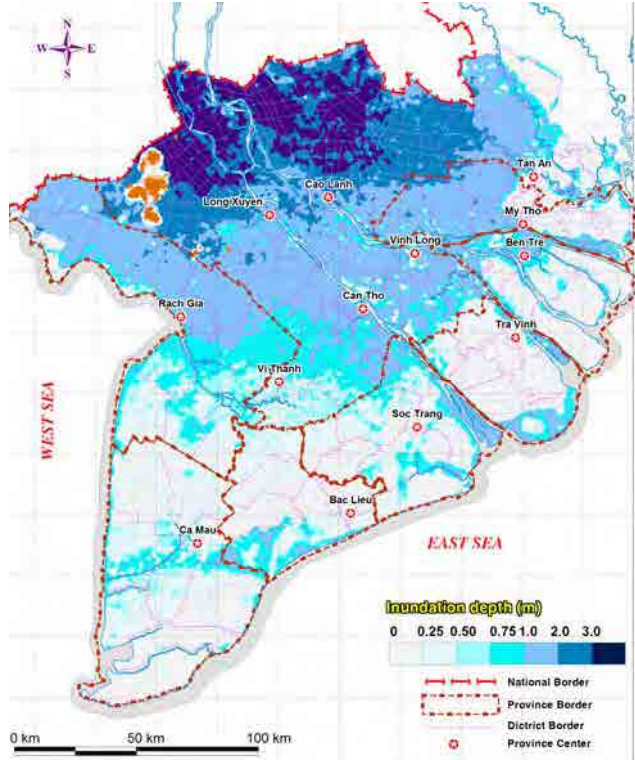 N
W E
S
Tan An
Cao Lanh
Long Xuyen
My Tho
Vinh Long
Ben Tre
Can Tho
Rach Gia
Tra Vinh
Vi Thanh
WEST SEA
Soc Trang
Bac Lieu
Ca Mau
EAST SEA
Inundation depth (m)
0 0.25 0.50 0.75 1.0 2.0 3.0
National Border
Province Border
Dictrict Border
Province Center
0 km 50 km 100 km